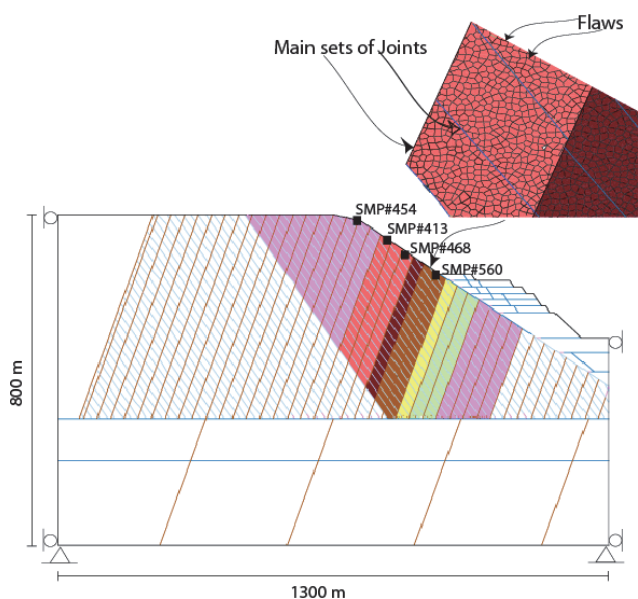 Flaws
Main sets of Joints
SMP#454
SMP#413
SMP#468
SMP#560
800 m
1300 m